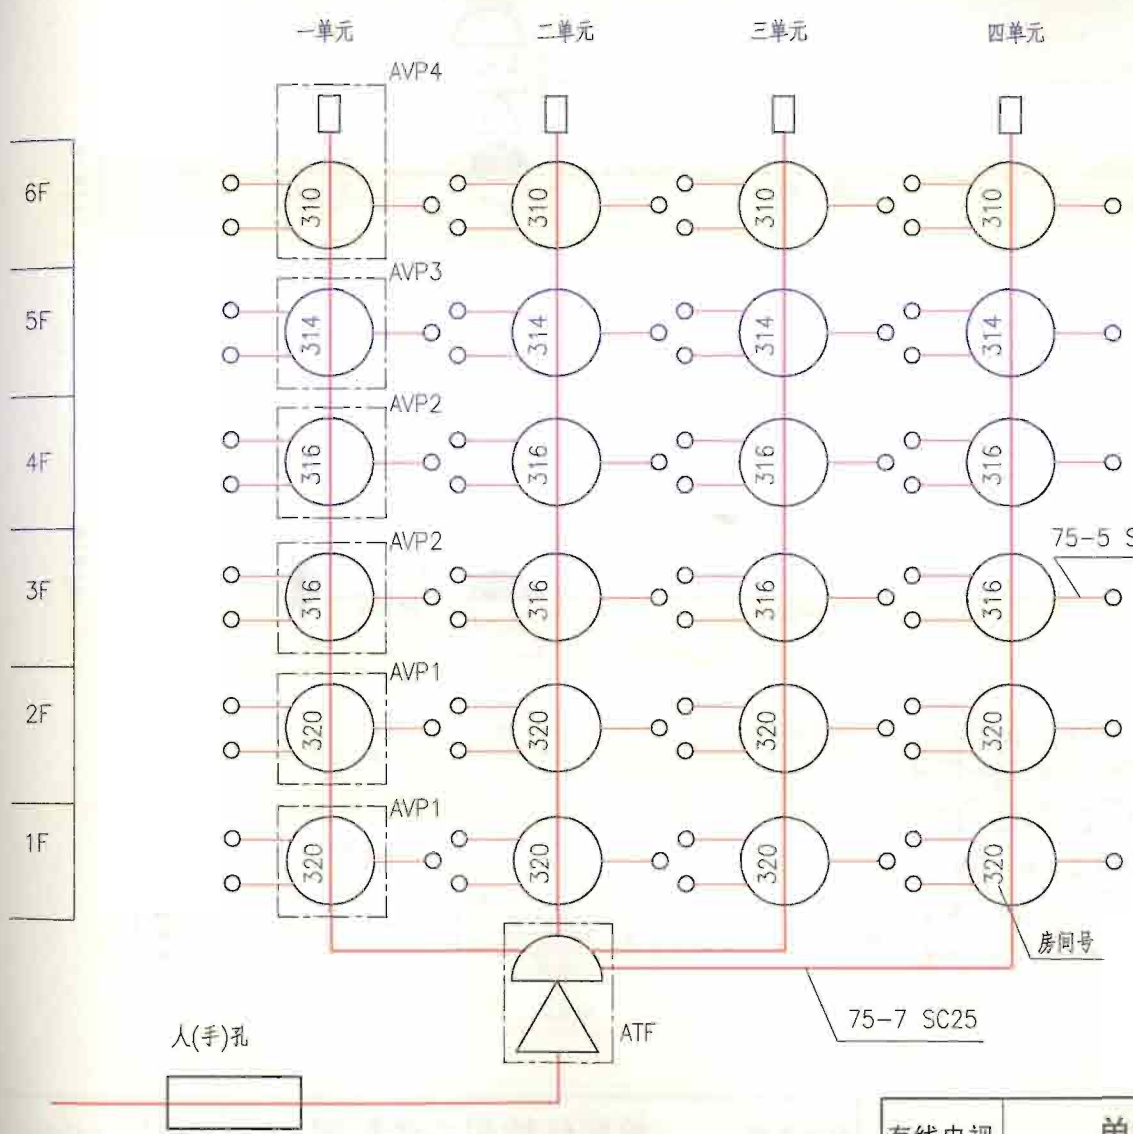 一单元 二单元 三单元 四单元
AVP4
6F 310 310 310 310
AVP3
5F 314 314 314 314
AVP2
4F 316 316 316 316
AVP2
75-5 S
3F 316 316 316 316
AVP1
2F 320 320 320 320
AVP1
1F 320 320 320 320
房间号
75-7 SC25
ATF
人(手)孔
有线电视 单